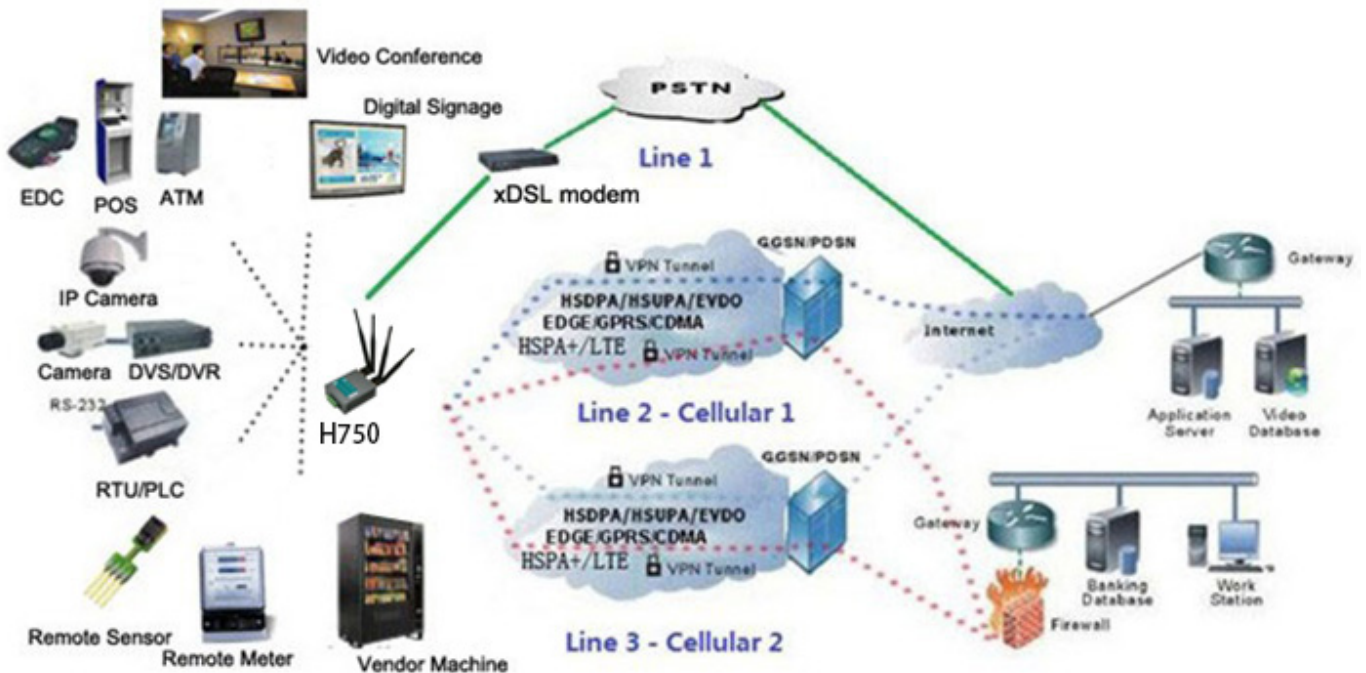 Video Conference
PSTN
Digital Signage
Line 1
EDC
POS
ATM
xDSL modem
GGSN/PDSN
VPN Tunnel
Gateway
IP Camera
HSDPA/HSUPA/EVDO
EDGE/GPRS/CDMA
HSPA+/LTE
VPN Tunnel
Internet
Camera
DVS/DVR
RS-232
H750
Line 2 - Cellular 1
Application
Server
Video
Database
GGSN/PDSN
RTU/PLC
VPN Tunnel
HSDPA/HSUPA/EVDO
EDGE/GPRS/CDMA
HSPA+/LTE
VPN Tunnel
Gateway
Banking
Database
Work
Station
Firewall
Remote Sensor
Remote Meter
Vendor Machine
Line 3 - Cellular 2